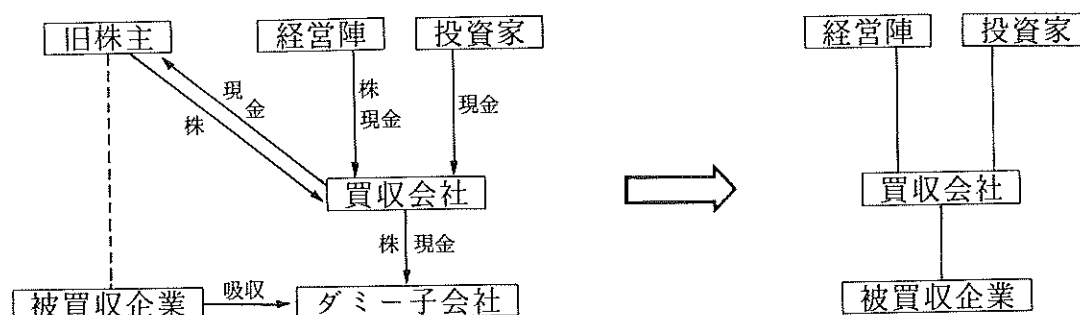 旧株主
経営陣
投資家
現金
株
株
現金
現金
買収会社
株 現金
被買収企業
吸収
ダミー子会社
経営陣
投資家
買収会社
被買収企業